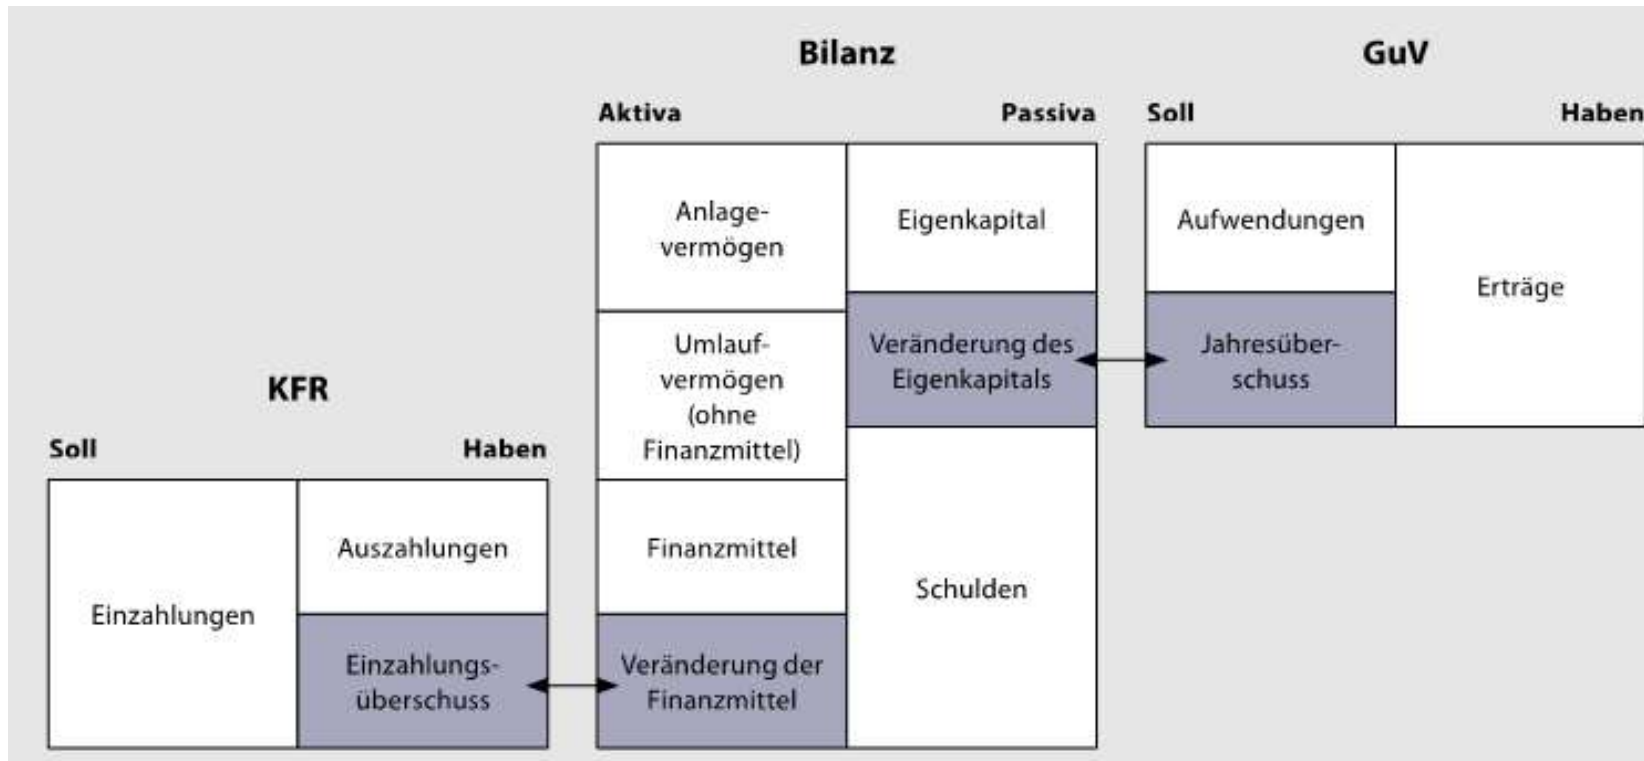 Bilanz
GuV
Aktiva
Passiva
Soll
Haben
Anlage-
vermögen
Eigenkapital
Aufwendungen
Erträge
Umlauf-
vermögen
(ohne
Finanzmittel)
Veränderung des
Eigenkapitals
Jahresüber-
schuss
KFR
Soll
Haben
Einzahlungen
Auszahlungen
Finanzmittel
Schulden
Einzahlungs-
überschuss
Veränderung der
Finanzmittel